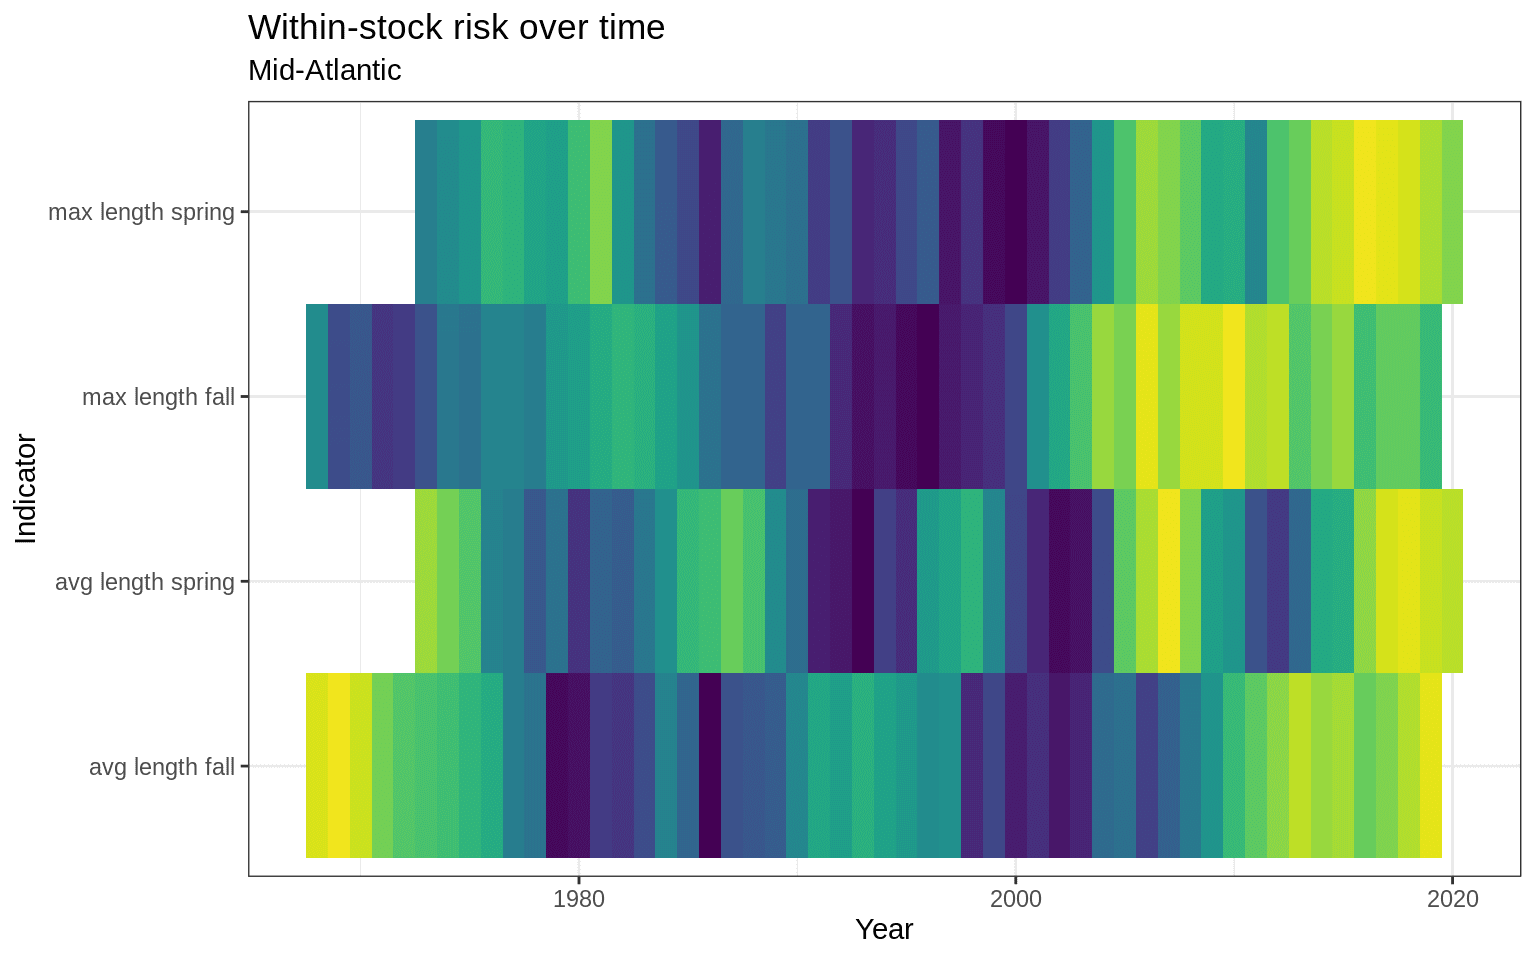 Within-stock risk over time
Mid-Atlantic
max length spring
max length fall
avg length spring
avg length fall
Indicator
1980
2000
2020
Year